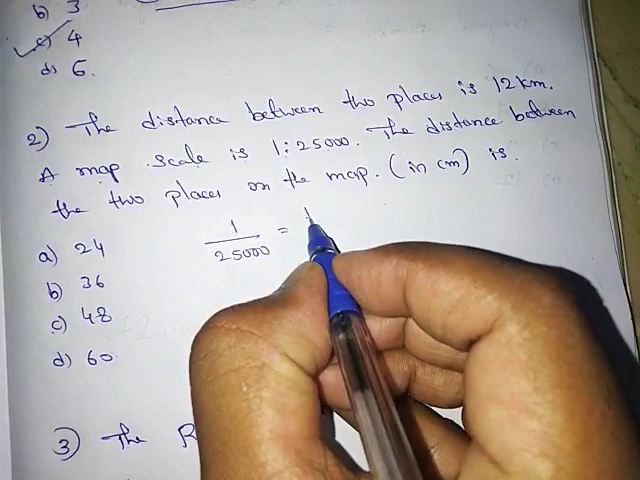 b) 3
c) 4
d) 6.
2) The distance between two places is 12 km.
A map scale is 1:25000. The distance between
the two places on the map. (in cm) is.
a) 24
1/25000 =
b) 36
c) 48
d) 60.
3) The R